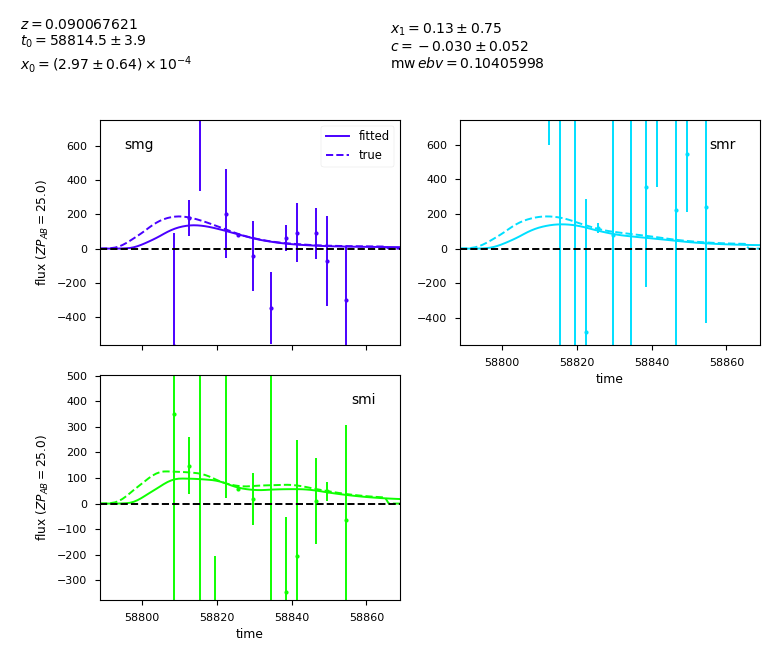 z = 0.090067621
t₀ = 58814.5 ± 3.9
x₀ = (2.97 ± 0.64) × 10⁻⁴
x₁ = 0.13 ± 0.75
c = −0.030 ± 0.052
mw ebv = 0.10405998
smg
fitted
true
600
400
200
0
−200
−400
flux (ZP_AB = 25.0)
smr
600
400
200
0
−200
−400
58800 58820 58840 58860
time
smi
500
400
300
200
100
0
−100
−200
−300
flux (ZP_AB = 25.0)
58800 58820 58840 58860
time